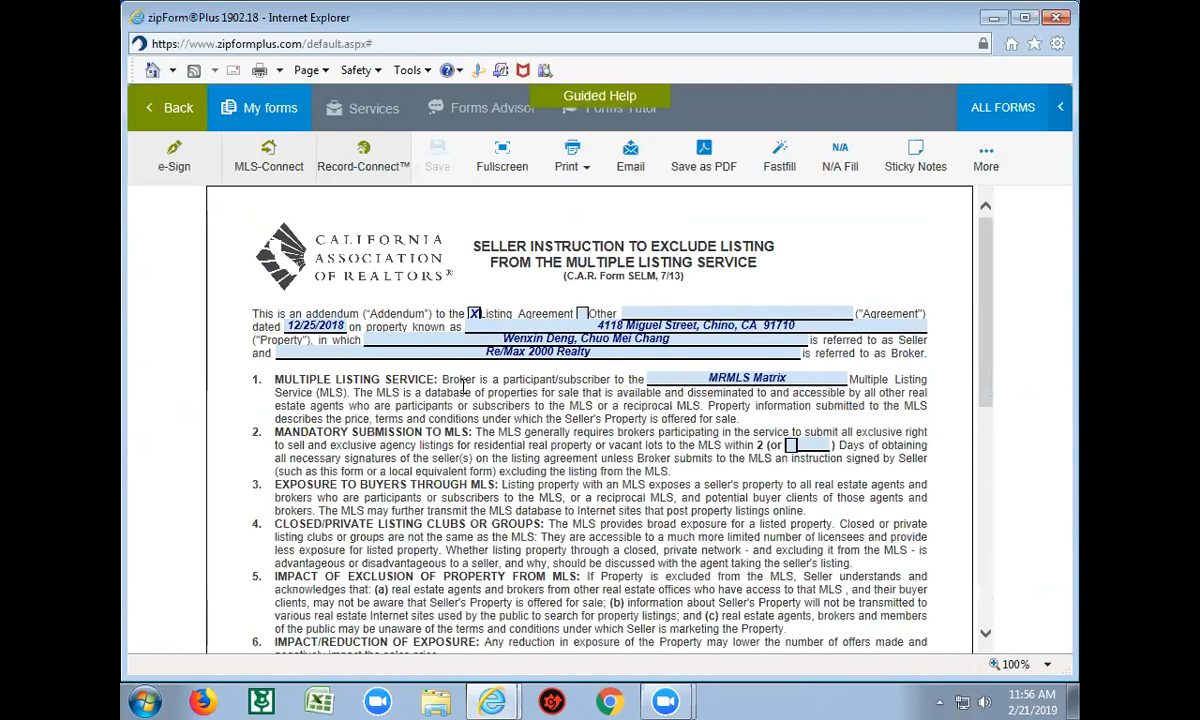 zipForm®Plus 1902.18 - Internet Explorer
https://www.zipformplus.com/default.aspx#
Page Safety Tools
Guided Help
Back My forms Services Forms Advisor Forms Tutor ALL FORMS
e-Sign MLS-Connect Record-Connect™ Save Fullscreen Print Email Save as PDF Fastfill N/A N/A Fill Sticky Notes More
CALIFORNIA
ASSOCIATION
OF REALTORS®
SELLER INSTRUCTION TO EXCLUDE LISTING
FROM THE MULTIPLE LISTING SERVICE
(C.A.R. Form SELM, 7/13)
This is an addendum ("Addendum") to the X Listing Agreement Other ("Agreement")
dated 12/25/2018 on property known as 4118 Miguel Street, Chino, CA 91710
("Property"), in which Wenxin Deng, Chuo Mei Chang is referred to as Seller
and Re/Max 2000 Realty is referred to as Broker.
1. MULTIPLE LISTING SERVICE: Broker is a participant/subscriber to the MRMLS Matrix Multiple Listing
Service (MLS). The MLS is a database of properties for sale that is available and disseminated to and accessible by all other real
estate agents who are participants or subscribers to the MLS or a reciprocal MLS. Property information submitted to the MLS
describes the price, terms and conditions under which the Seller's Property is offered for sale.
2. MANDATORY SUBMISSION TO MLS: The MLS generally requires brokers participating in the service to submit all exclusive right
to sell and exclusive agency listings for residential real property or vacant lots to the MLS within 2 (or ) Days of obtaining
all necessary signatures of the seller(s) on the listing agreement unless Broker submits to the MLS an instruction signed by Seller
(such as this form or a local equivalent form) excluding the listing from the MLS.
3. EXPOSURE TO BUYERS THROUGH MLS: Listing property with an MLS exposes a seller's property to all real estate agents and
brokers who are participants or subscribers to the MLS, or a reciprocal MLS, and potential buyer clients of those agents and
brokers. The MLS may further transmit the MLS database to Internet sites that post property listings online.
4. CLOSED/PRIVATE LISTING CLUBS OR GROUPS: The MLS provides broad exposure for a listed property. Closed or private
listing clubs or groups are not the same as the MLS: They are accessible to a much more limited number of licensees and provide
less exposure for listed property. Whether listing property through a closed, private network - and excluding it from the MLS - is
advantageous or disadvantageous to a seller, and why, should be discussed with the agent taking the seller's listing.
5. IMPACT OF EXCLUSION OF PROPERTY FROM MLS: If Property is excluded from the MLS, Seller understands and
acknowledges that: (a) real estate agents and brokers from other real estate offices who have access to that MLS , and their buyer
clients, may not be aware that Seller's Property is offered for sale; (b) information about Seller's Property will not be transmitted to
various real estate Internet sites used by the public to search for property listings; and (c) real estate agents, brokers and members
of the public may be unaware of the terms and conditions under which Seller is marketing the Property.
6. IMPACT/REDUCTION OF EXPOSURE: Any reduction in exposure of the Property may lower the number of offers made and
negatively impact the sales price.
100%
11:56 AM
2/21/2019